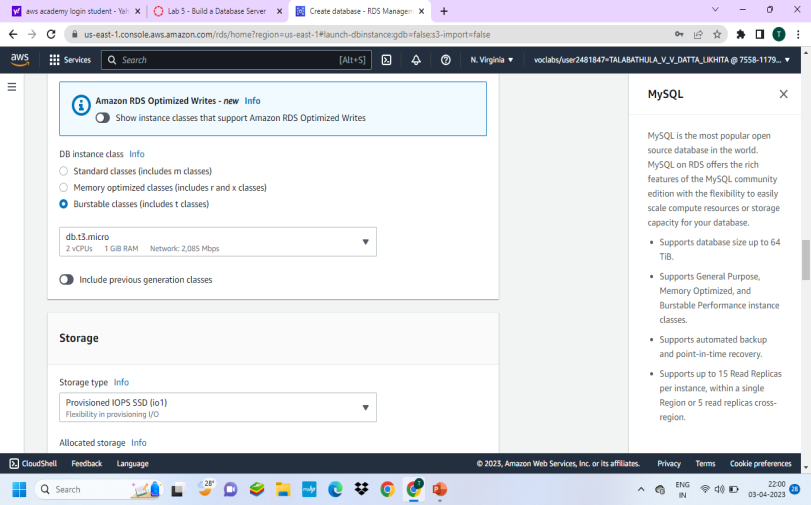 aws academy login student - Yah
Lab 5 - Build a Database Server
Create database - RDS Managem
us-east-1.console.aws.amazon.com/rds/home?region=us-east-1#launch-dbinstance:gdb=false;s3-import=false
T
aws
Services
Search
[Alt+S]
N. Virginia
voclabs/user2481847=TALABATHULA_V_V_DATTA_LIKHITA @ 7558-1179...
Amazon RDS Optimized Writes - new Info
Show instance classes that support Amazon RDS Optimized Writes
DB instance class Info
Standard classes (includes m classes)
Memory optimized classes (includes r and x classes)
Burstable classes (includes t classes)
db.t3.micro
2 vCPUs 1 GiB RAM Network: 2,085 Mbps
Include previous generation classes
Storage
Storage type Info
Provisioned IOPS SSD (io1)
Flexibility in provisioning I/O
Allocated storage Info
MySQL
MySQL is the most popular open
source database in the world.
MySQL on RDS offers the rich
features of the MySQL community
edition with the flexibility to easily
scale compute resources or storage
capacity for your database.
Supports database size up to 64
TiB.
Supports General Purpose,
Memory Optimized, and
Burstable Performance instance
classes.
Supports automated backup
and point-in-time recovery.
Supports up to 15 Read Replicas
per instance, within a single
Region or 5 read replicas cross-
region.
CloudShell Feedback Language
© 2023, Amazon Web Services, Inc. or its affiliates. Privacy Terms Cookie preferences
Search
28°
ENG
IN
22:00
03-04-2023
28